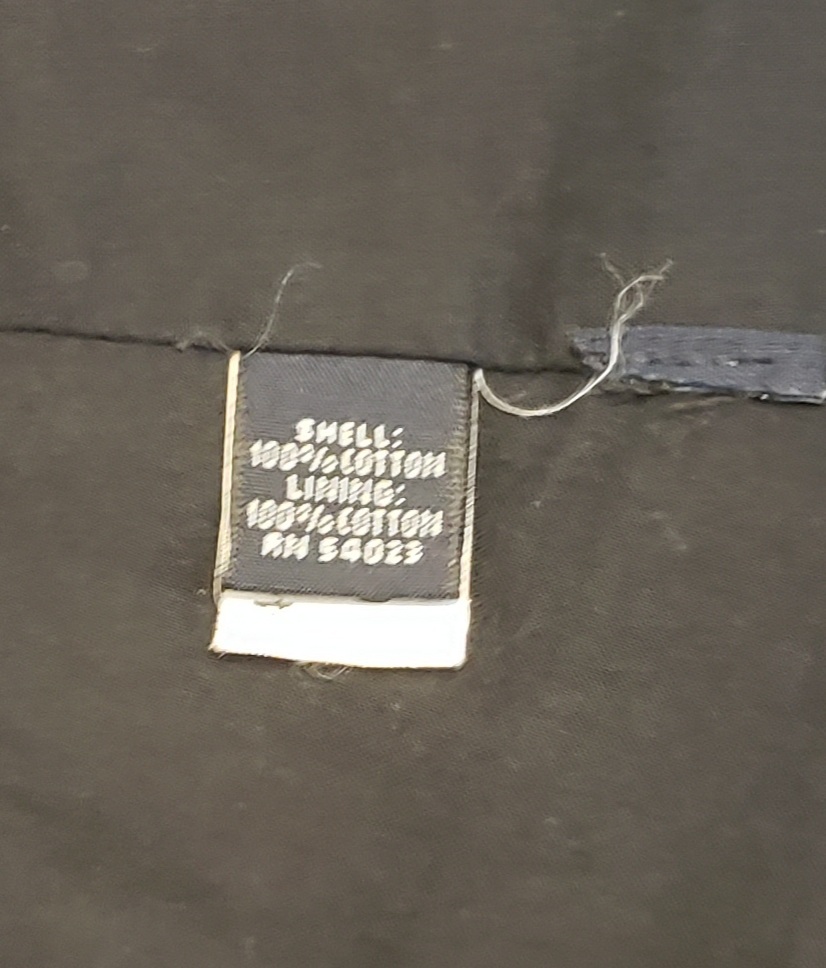 SHELL:
100% COTTON
LINING:
100% COTTON
RN 54023